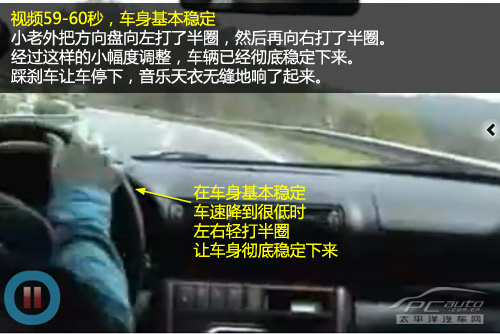 视频59-60秒，车身基本稳定
小老外把方向盘向左打了半圈，然后再向右打了半圈。
经过这样的小幅度调整，车辆已经彻底稳定下来。
踩刹车让车停下，音乐天衣无缝地响了起来。
在车身基本稳定
车速降到很低时
左右轻打半圈
让车身彻底稳定下来
PCauto
.com.cn
太平洋汽车网